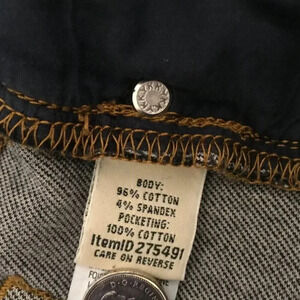 BODY:
96% COTTON
4% SPANDEX
POCKETING:
100% COTTON
ItemID 275491
CARE ON REVERSE